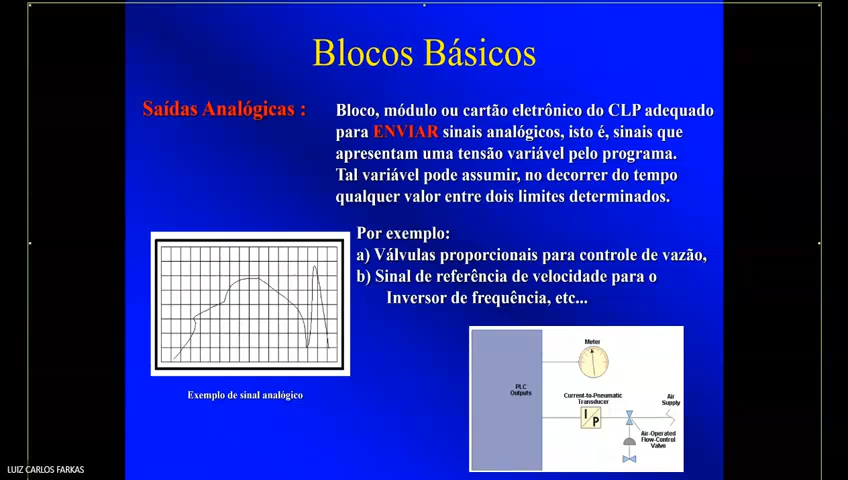 Blocos Básicos
Saídas Analógicas :
Bloco, módulo ou cartão eletrônico do CLP adequado
para ENVIAR sinais analógicos, isto é, sinais que
apresentam uma tensão variável pelo programa.
Tal variável pode assumir, no decorrer do tempo
qualquer valor entre dois limites determinados.
Por exemplo:
a) Válvulas proporcionais para controle de vazão,
b) Sinal de referência de velocidade para o
Inversor de frequência, etc...
Exemplo de sinal analógico
PLC
Outputs
Meter
Current-to-Pneumatic
Transducer
I
P
Air
Supply
Air-Operated
Flow-Control
Valve
LUIZ CARLOS FARKAS